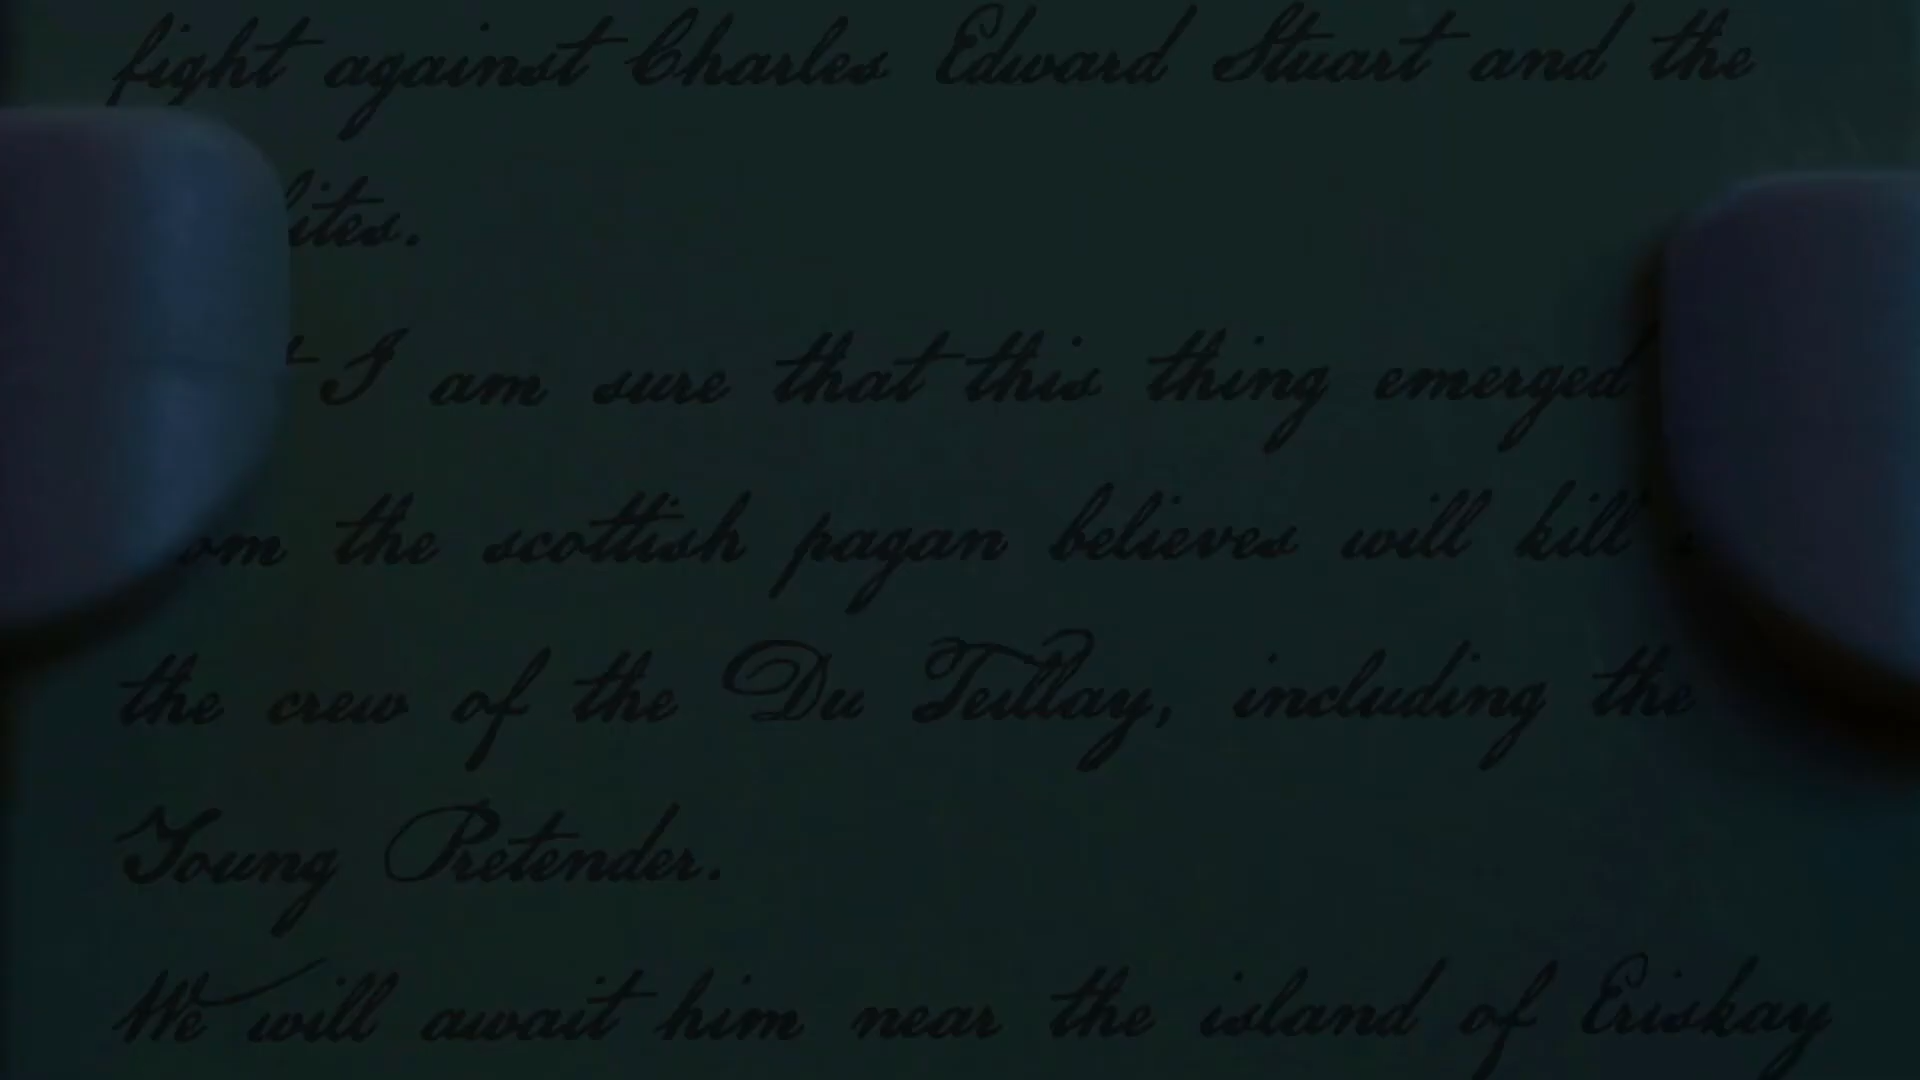 fight against Charles Edward Stuart and the
ites.
I am sure that this thing emerged
om the scottish pagan believes will kill
the crew of the Du Teillay, including the
Young Pretender.
We will await him near the island of Eriskay